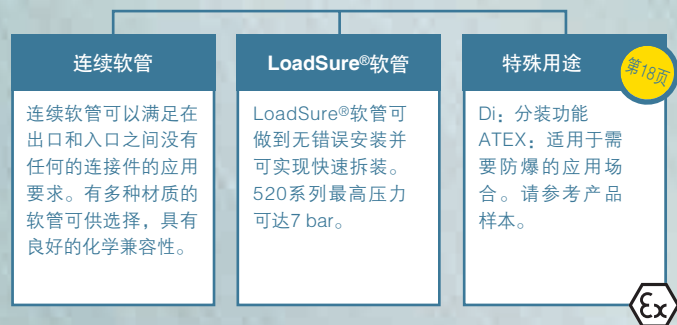 连续软管
连续软管可以满足在
出口和入口之间没有
任何的连接件的应用
要求。有多种材质的
软管可供选择，具有
良好的化学兼容性。
LoadSure®软管
LoadSure®软管可
做到无错误安装并
可实现快速拆装。
520系列最高压力
可达7 bar。
特殊用途
第18页
Di：分装功能
ATEX：适用于需
要防爆的应用场
合。请参考产品
样本。
Ex